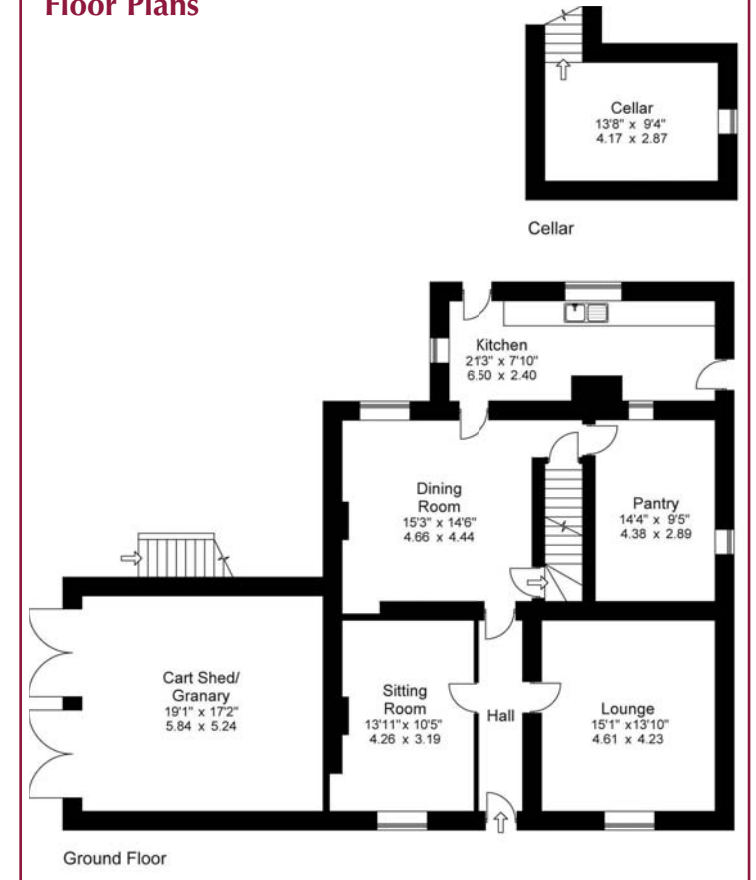 Floor Plans
Cellar
13'8" x 9'4"
4.17 x 2.87
Cellar
Kitchen
21'3" x 7'10"
6.50 x 2.40
Dining
Room
15'3" x 14'6"
4.66 x 4.44
Pantry
14'4" x 9'5"
4.38 x 2.89
Cart Shed/
Granary
19'1" x 17'2"
5.84 x 5.24
Sitting
Room
13'11" x 10'5"
4.26 x 3.19
Hall
Lounge
15'1" x13'10"
4.61 x 4.23
Ground Floor